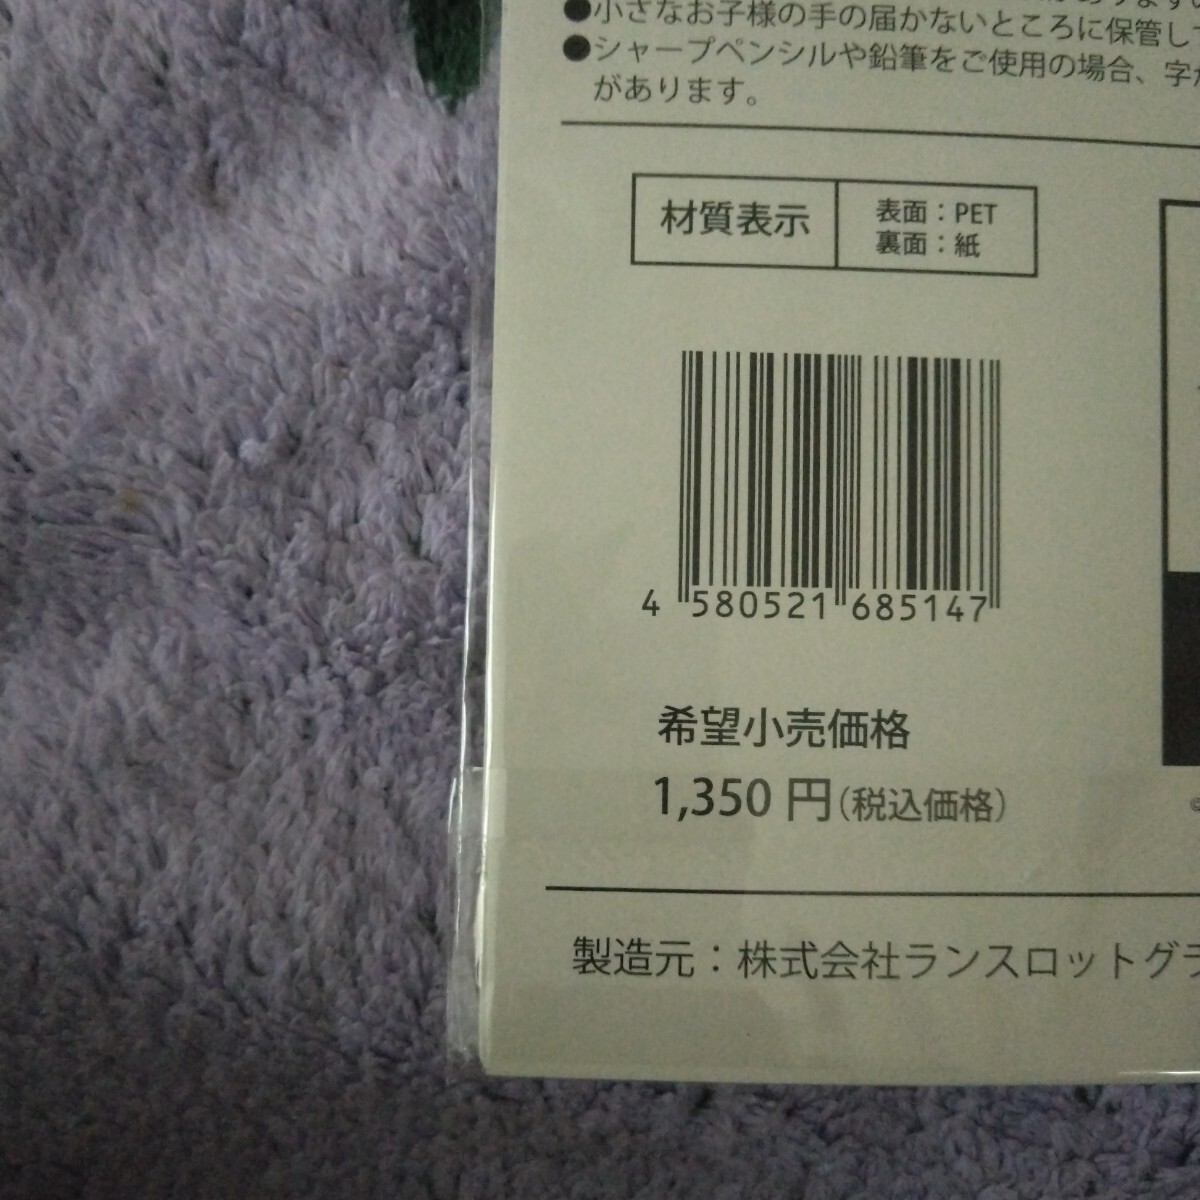 ●小さなお子様の手の届かないところに保管して
●シャープペンシルや鉛筆をご使用の場合、字が
があります。
材質表示
表面：PET
裏面：紙
4 580521 685147
希望小売価格
1,350 円（税込価格）
製造元：株式会社ランスロットグラ